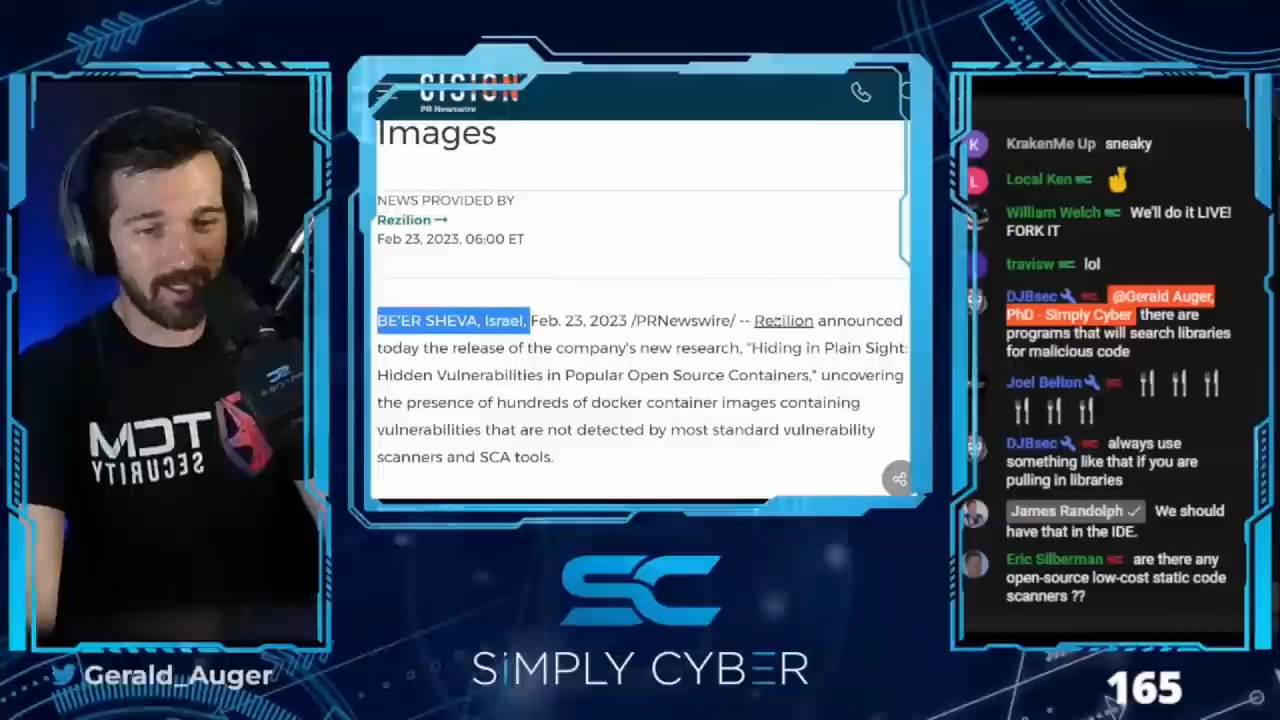 CISION
PR Newswire
Images
NEWS PROVIDED BY
Rezilion
Feb 23, 2023, 06:00 ET
BE'ER SHEVA, Israel, Feb. 23, 2023 /PRNewswire/ -- Rezilion announced
today the release of the company's new research, "Hiding in Plain Sight:
Hidden Vulnerabilities in Popular Open Source Containers," uncovering
the presence of hundreds of docker container images containing
vulnerabilities that are not detected by most standard vulnerability
scanners and SCA tools.
MDT
SECURITY
Gerald_Auger
SC
SiMPLY CYBER
K
KrakenMe Up sneaky
L
Local Ken
William Welch We'll do it LIVE!
FORK IT
travisw lol
DJBsec @Gerald Auger,
PhD - Simply Cyber there are
programs that will search libraries
for malicious code
Joel Belton
DJBsec always use
something like that if you are
pulling in libraries
James Randolph We should
have that in the IDE.
Eric Silberman are there any
open-source low-cost static code
scanners ??
165